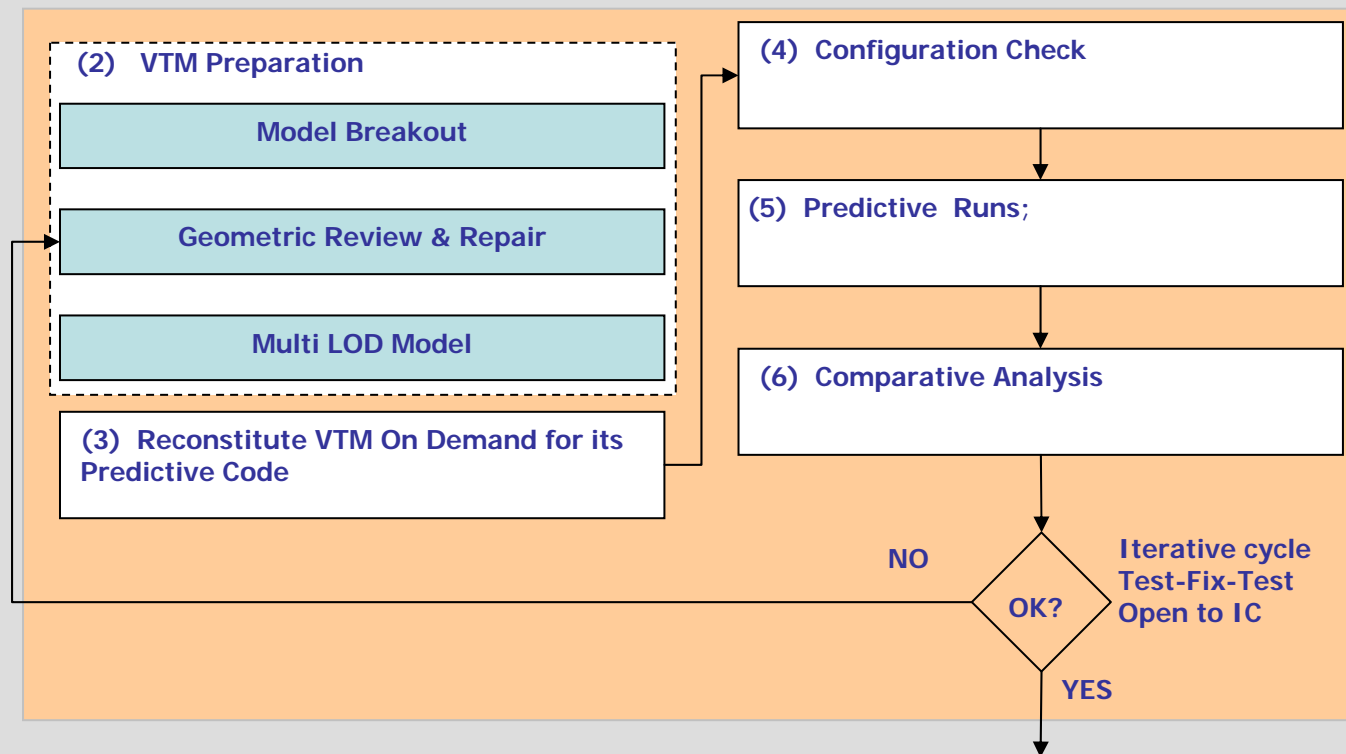 (2) VTM Preparation
Model Breakout
Geometric Review & Repair
Multi LOD Model
(3) Reconstitute VTM On Demand for its
Predictive Code
(4) Configuration Check
(5) Predictive Runs;
(6) Comparative Analysis
NO
OK?
Iterative cycle
Test-Fix-Test
Open to IC
YES